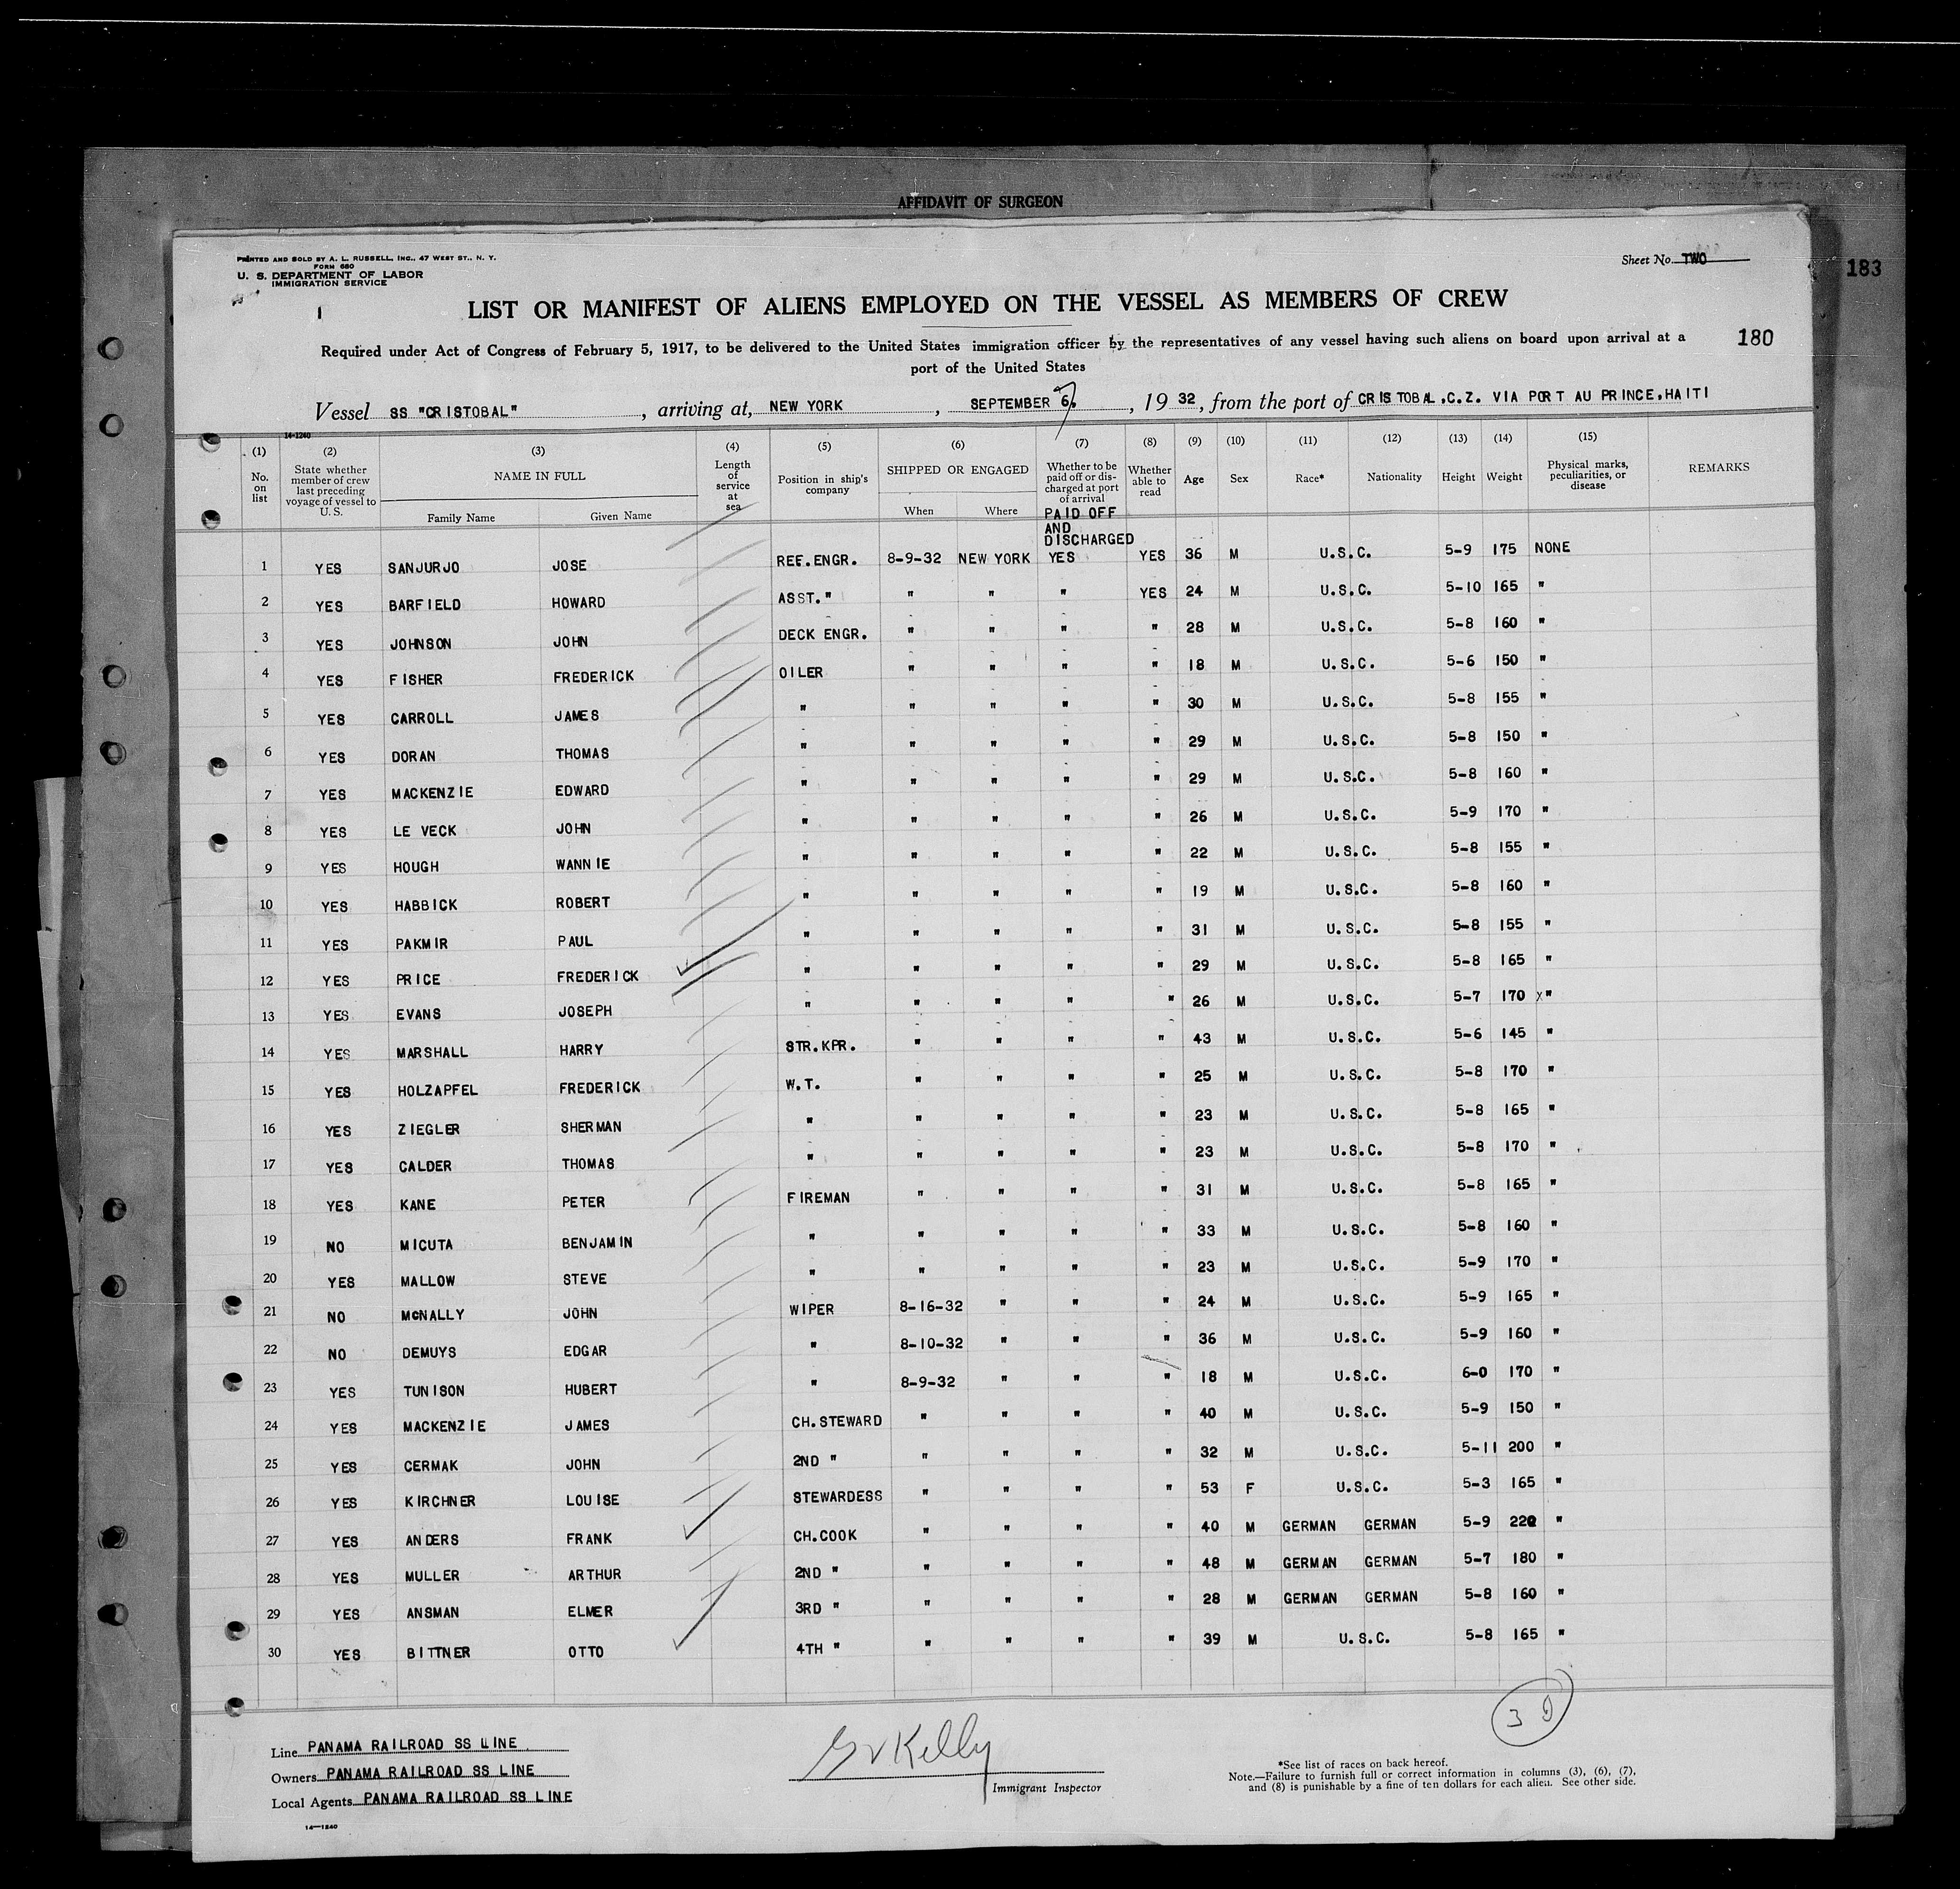 AFFIDAVIT OF SURGEON
PRINTED AND SOLD BY A. L. RUSSELL, INC., 47 WEST ST., N. Y.
FORM 680
U. S. DEPARTMENT OF LABOR
IMMIGRATION SERVICE
Sheet No. TWO
183
1
LIST OR MANIFEST OF ALIENS EMPLOYED ON THE VESSEL AS MEMBERS OF CREW
180
Required under Act of Congress of February 5, 1917, to be delivered to the United States immigration officer by the representatives of any vessel having such aliens on board upon arrival at a
port of the United States
Vessel SS "CRISTOBAL", arriving at, NEW YORK, SEPTEMBER 6, 7 1932, from the port of CRISTOBAL,C.Z. VIA PORT AU PRINCE,HAITI
14-1240
(1) No. on list
(2) State whether member of crew last preceding voyage of vessel to U. S.
(3) NAME IN FULL
Family Name Given Name
(4) Length of service at sea
(5) Position in ship's company
(6) SHIPPED OR ENGAGED
When Where
(7) Whether to be paid off or discharged at port of arrival
(8) Whether able to read
(9) Age
(10) Sex
(11) Race*
(12) Nationality
(13) Height
(14) Weight
(15) Physical marks, peculiarities, or disease
REMARKS
PAID OFF
AND
DISCHARGED
1 YES SANJURJO JOSE REF.ENGR. 8-9-32 NEW YORK YES YES 36 M U.S.C. 5-9 175 NONE
2 YES BARFIELD HOWARD ASST." " " " YES 24 M U.S.C. 5-10 165 "
3 YES JOHNSON JOHN DECK ENGR. " " " " 28 M U.S.C. 5-8 160 "
4 YES FISHER FREDERICK OILER " " " " 18 M U.S.C. 5-6 150 "
5 YES CARROLL JAMES " " " " " 30 M U.S.C. 5-8 155 "
6 YES DORAN THOMAS " " " " " 29 M U.S.C. 5-8 150 "
7 YES MACKENZIE EDWARD " " " " " 29 M U.S.C. 5-8 160 "
8 YES LE VECK JOHN " " " " " 26 M U.S.C. 5-9 170 "
9 YES HOUGH WANNIE " " " " " 22 M U.S.C. 5-8 155 "
10 YES HABBICK ROBERT " " " " " 19 M U.S.C. 5-8 160 "
11 YES PAKMIR PAUL " " " " " 31 M U.S.C. 5-8 155 "
12 YES PRICE FREDERICK " " " " " 29 M U.S.C. 5-8 165 "
13 YES EVANS JOSEPH " " " " " 26 M U.S.C. 5-7 170 x"
14 YES MARSHALL HARRY STR.KPR. " " " " 43 M U.S.C. 5-6 145 "
15 YES HOLZAPFEL FREDERICK W.T. " " " " 25 M U.S.C. 5-8 170 "
16 YES ZIEGLER SHERMAN " " " " " 23 M U.S.C. 5-8 165 "
17 YES CALDER THOMAS " " " " " 23 M U.S.C. 5-8 170 "
18 YES KANE PETER FIREMAN " " " " 31 M U.S.C. 5-8 165 "
19 NO MICUTA BENJAMIN " " " " " 33 M U.S.C. 5-8 160 "
20 YES MALLOW STEVE " " " " " 23 M U.S.C. 5-9 170 "
21 NO McNALLY JOHN WIPER 8-16-32 " " " 24 M U.S.C. 5-9 165 "
22 NO DEMUYS EDGAR " 8-10-32 " " " 36 M U.S.C. 5-9 160 "
23 YES TUNISON HUBERT " 8-9-32 " " " 18 M U.S.C. 6-0 170 "
24 YES MACKENZIE JAMES CH.STEWARD " " " " 40 M U.S.C. 5-9 150 "
25 YES CERMAK JOHN 2ND " " " " " 32 M U.S.C. 5-11 200 "
26 YES KIRCHNER LOUISE STEWARDESS " " " " 53 F U.S.C. 5-3 165 "
27 YES ANDERS FRANK CH.COOK " " " " 40 M GERMAN GERMAN 5-9 220 "
28 YES MULLER ARTHUR 2ND " " " " " 48 M GERMAN GERMAN 5-7 180 "
29 YES ANSMAN ELMER 3RD " " " " " 28 M GERMAN GERMAN 5-8 160 "
30 YES BITTNER OTTO 4TH " " " " " 39 M U.S.C. 5-8 165 "
3
Line PANAMA RAILROAD SS LINE
Owners PANAMA RAILROAD SS LINE
Local Agents PANAMA RAILROAD SS LINE
14-1240
Kelly
Immigrant Inspector
*See list of races on back hereof.
Note.—Failure to furnish full or correct information in columns (3), (6), (7),
and (8) is punishable by a fine of ten dollars for each alien. See other side.